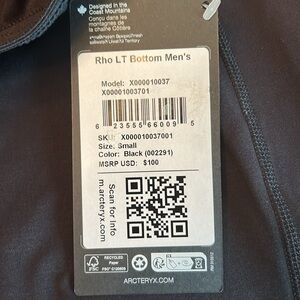 Designed in the
Coast Mountains
Conçu dans les
montagnes de
la chaîne Côtière
Rho LT Bottom Men's
Model: X000010037
X00001003701
6 23565 66009 5
SKU: X000010037001
Size: Small
Color: Black (002291)
MSRP USD: $100
Scan for Info
m.arcteryx.com
FSC
RECYCLED
Paper
FSC® C120609
ARCTERYX.COM